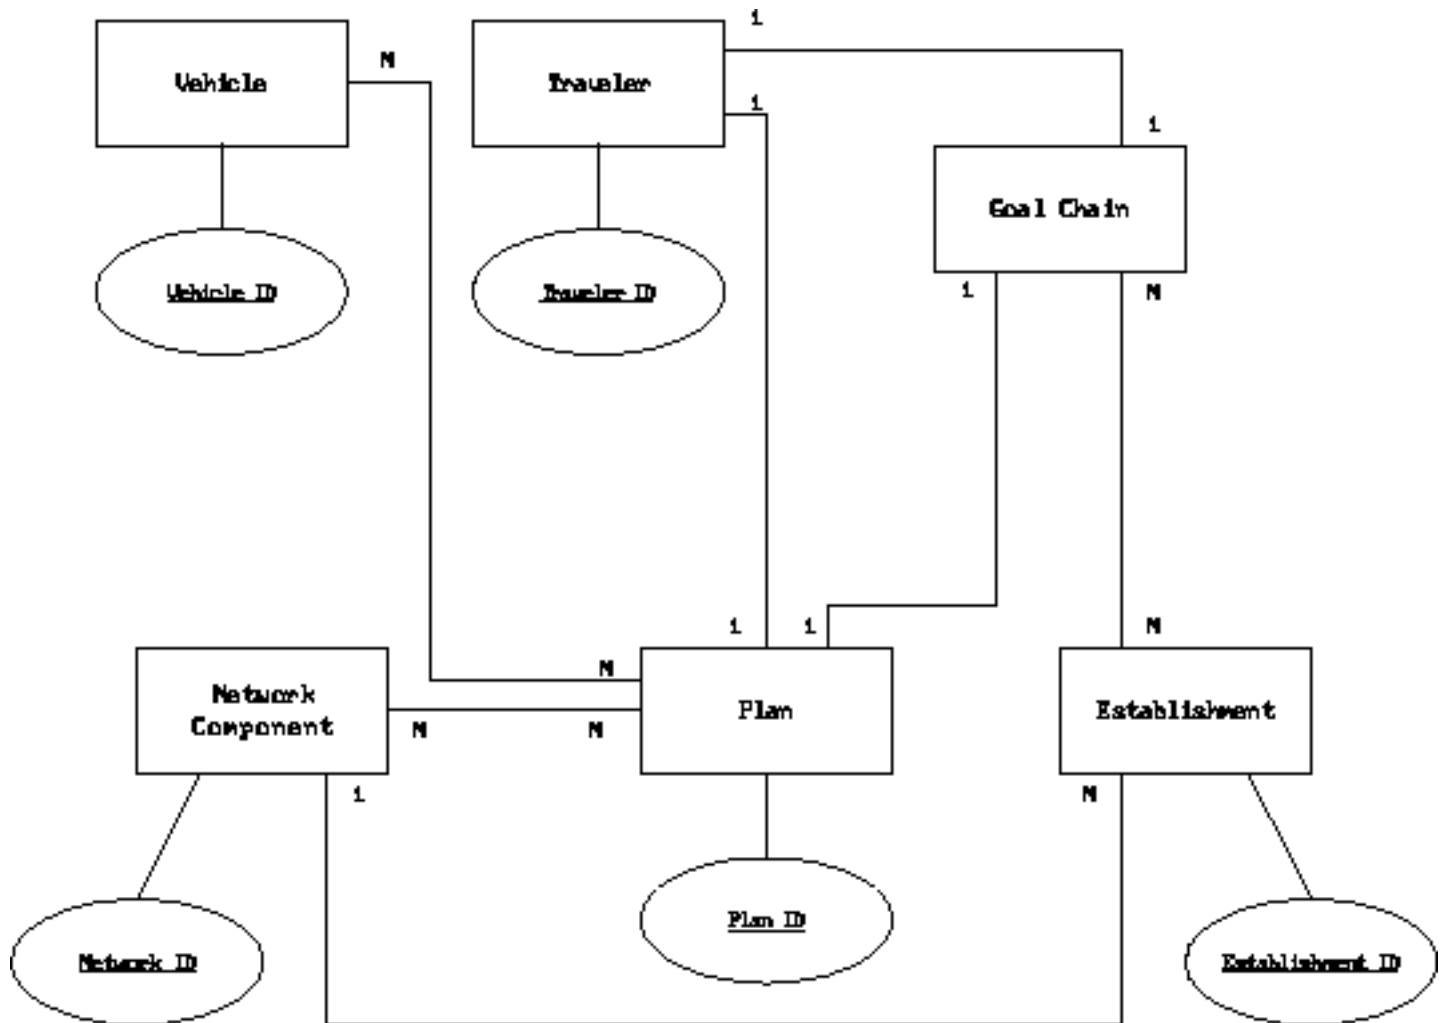 1
N
Vehicle
Traveler
1
1
Goal Chain
Vehicle ID
Traveler ID
1
N
1
1
N
N
Network
Component
Plan
Establishment
N
N
1
N
Plan ID
Network ID
Establishment ID